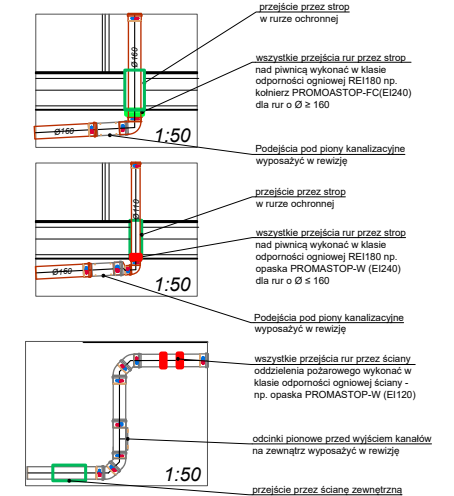 przejście przez strop
w rurze ochronnej
Ø160
wszystkie przejścia rur przez strop
nad piwnicą wykonać w klasie
odporności ogniowej REI180 np.
kołnierz PROMOASTOP-FC(EI240)
dla rur o Ø ≥ 160
Ø160
1:50
Podejścia pod piony kanalizacyjne
wyposażyć w rewizję
przejście przez strop
w rurze ochronnej
Ø110
wszystkie przejścia rur przez strop
nad piwnicą wykonać w klasie
odporności ogniowej REI180 np.
opaska PROMASTOP-W (EI240)
dla rur o Ø ≤ 160
Ø160
1:50
Podejścia pod piony kanalizacyjne
wyposażyć w rewizję
wszystkie przejścia rur przez ściany
oddzielenia pożarowego wykonać w
klasie odporności ogniowej ściany -
np. opaska PROMASTOP-W (EI120)
odcinki pionowe przed wyjściem kanałów
na zewnątrz wyposażyć w rewizję
1:50
przejście przez ścianę zewnętrzną